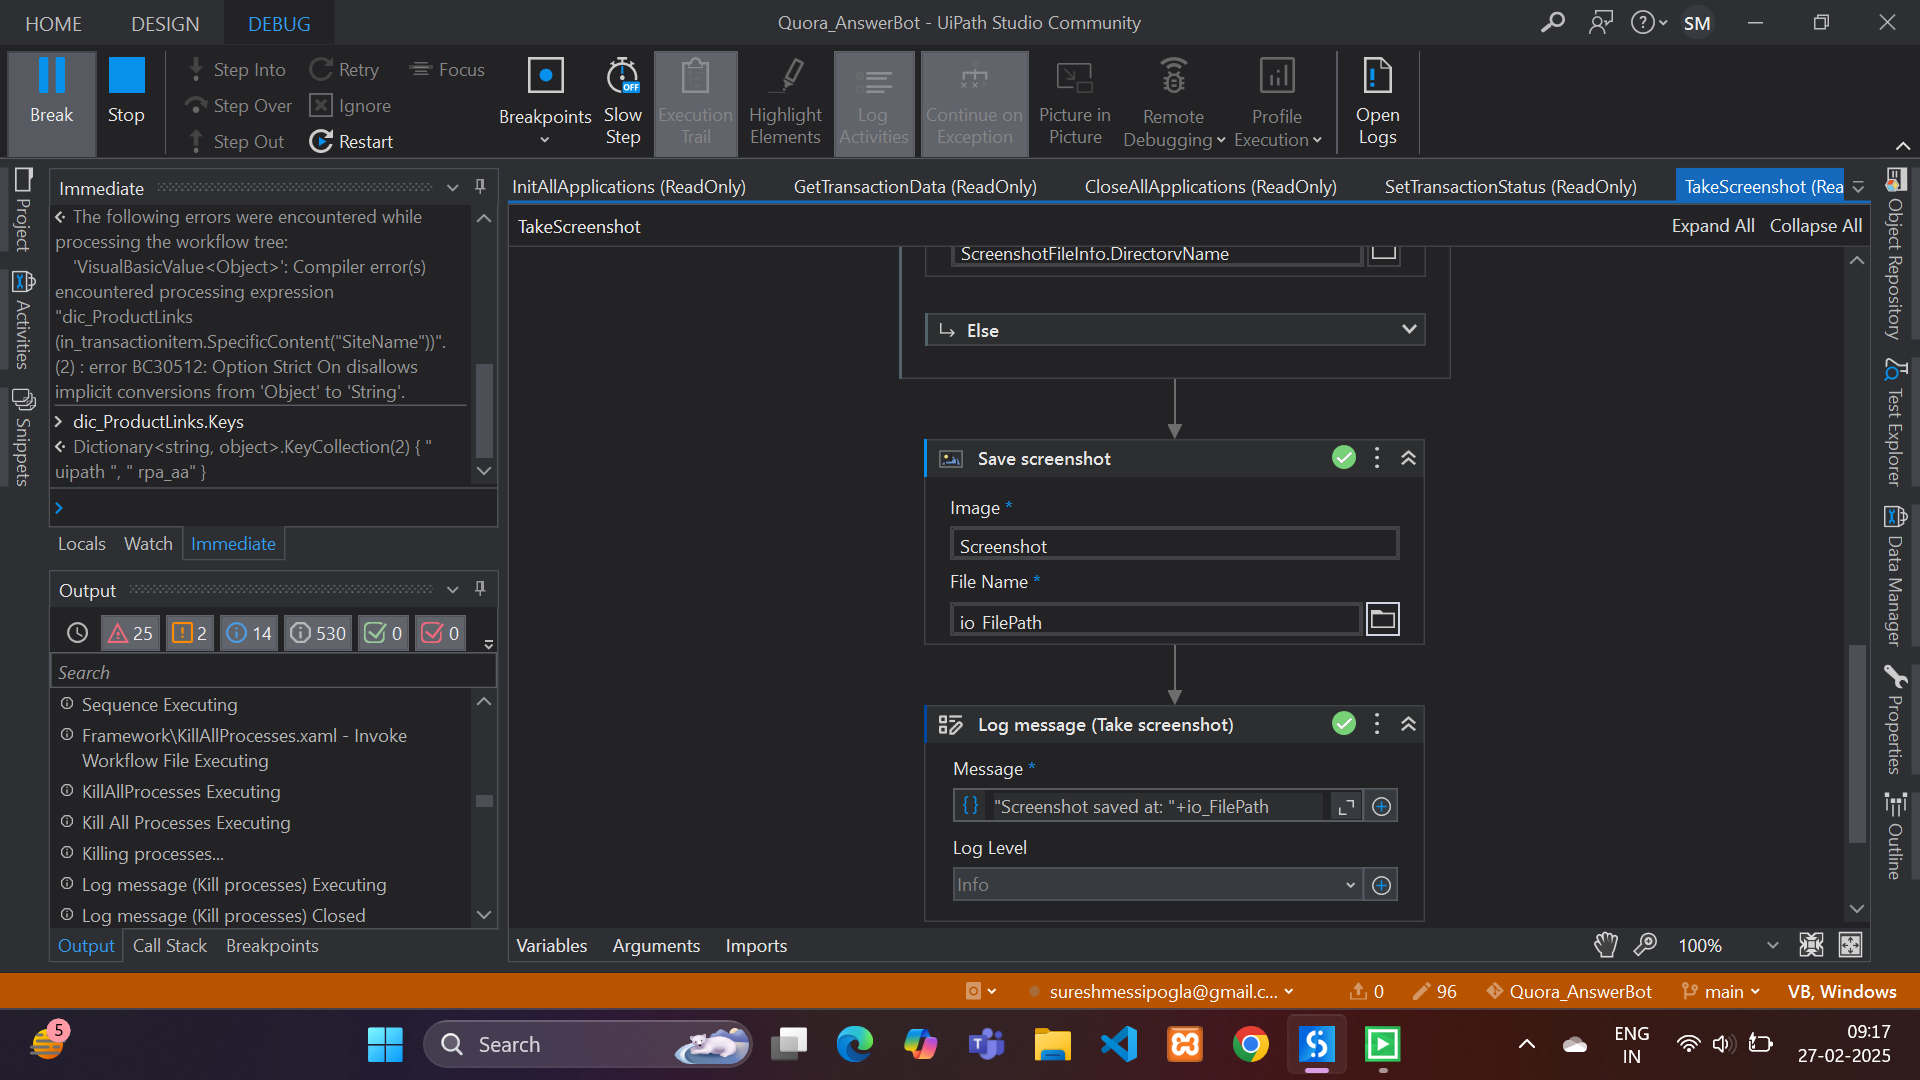 HOME DESIGN DEBUG
Quora_AnswerBot - UiPath Studio Community
SM
Break
Stop
Step Into
Step Over
Step Out
Retry
Ignore
Restart
Focus
Breakpoints
Slow
Step
OFF
Execution
Trail
Highlight
Elements
Log
Activities
Continue on
Exception
Picture in
Picture
Remote
Debugging
Profile
Execution
Open
Logs
Project
Activities
Snippets
Immediate
The following errors were encountered while
processing the workflow tree:
'VisualBasicValue<Object>': Compiler error(s)
encountered processing expression
"dic_ProductLinks
(in_transactionitem.SpecificContent("SiteName"))".
(2) : error BC30512: Option Strict On disallows
implicit conversions from 'Object' to 'String'.
dic_ProductLinks.Keys
Dictionary<string, object>.KeyCollection(2) { "
uipath ", " rpa_aa" }
Locals Watch Immediate
Output
25 2 14 530 0 0
Search
Sequence Executing
Framework\KillAllProcesses.xaml - Invoke
Workflow File Executing
KillAllProcesses Executing
Kill All Processes Executing
Killing processes...
Log message (Kill processes) Executing
Log message (Kill processes) Closed
Output Call Stack Breakpoints
InitAllApplications (ReadOnly) GetTransactionData (ReadOnly) CloseAllApplications (ReadOnly) SetTransactionStatus (ReadOnly) TakeScreenshot (Rea
TakeScreenshot
Expand All Collapse All
ScreenshotFileInfo.DirectoryName
Else
Save screenshot
Image *
Screenshot
File Name *
io_FilePath
Log message (Take screenshot)
Message *
{} "Screenshot saved at: "+io_FilePath
Log Level
Info
Variables Arguments Imports
100%
Object Repository
Test Explorer
Data Manager
Properties
Outline
sureshmessipogla@gmail.c...
0
96
Quora_AnswerBot
main
VB, Windows
5
Search
ENG
IN
09:17
27-02-2025